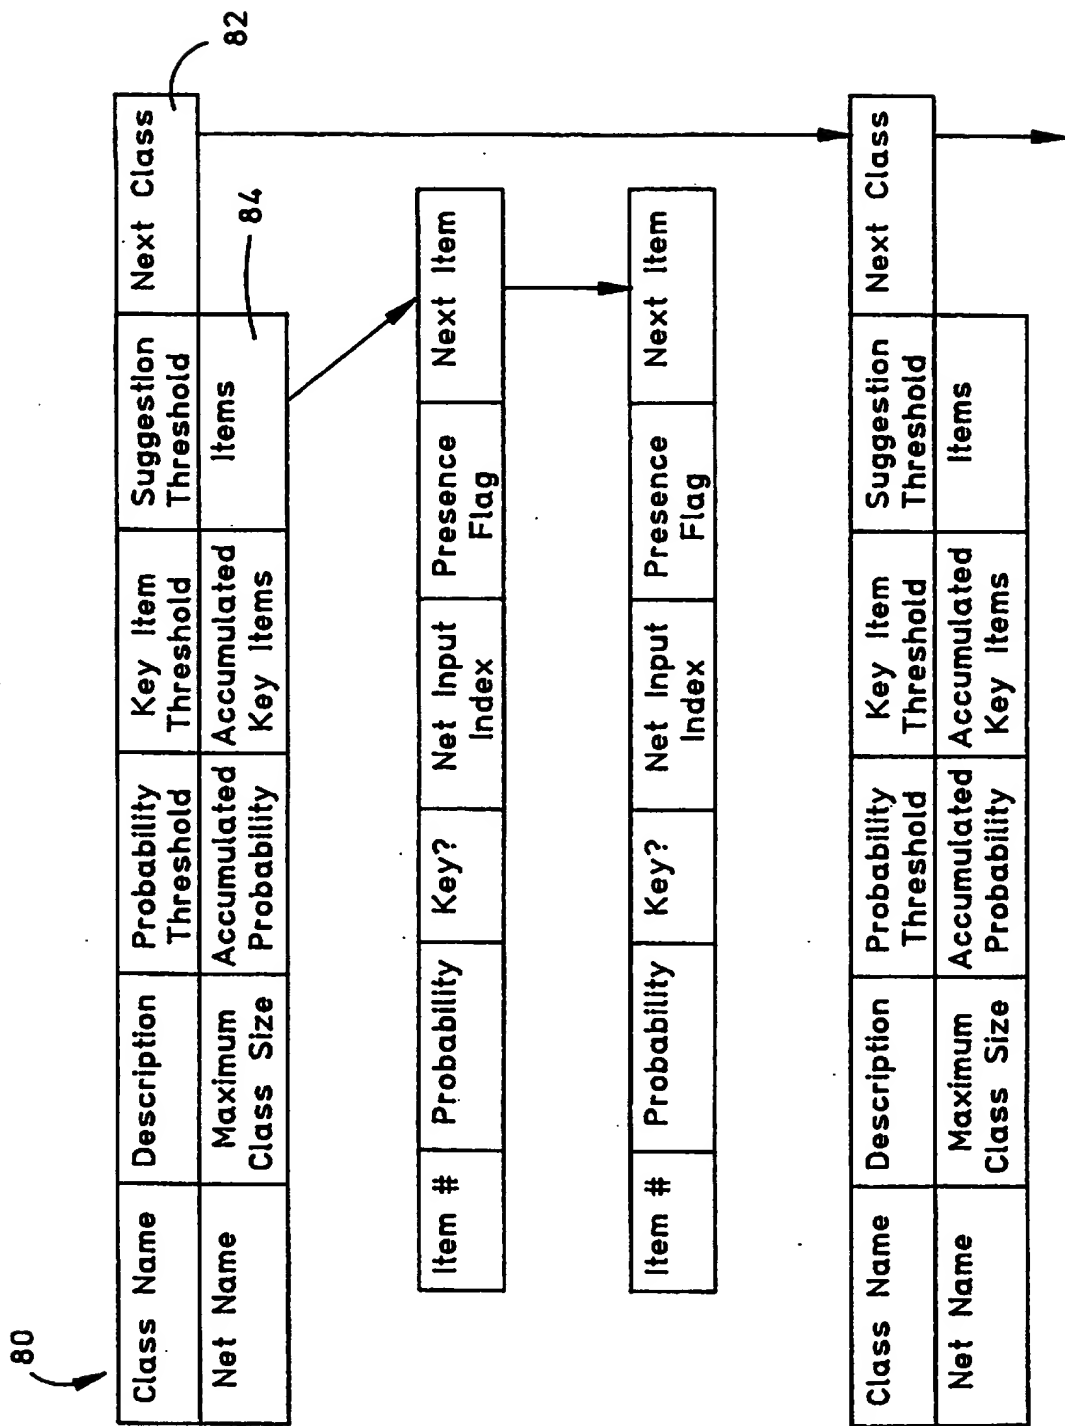 80
82
Class Name
Description
Probability
Threshold
Key Item
Threshold
Suggestion
Threshold
Next Class
Net Name
Maximum
Class Size
Accumulated
Probability
Accumulated
Key Items
Items
84
Item #
Probability
Key?
Net Input
Index
Presence
Flag
Next Item
Item #
Probability
Key?
Net Input
Index
Presence
Flag
Next Item
Class Name
Description
Probability
Threshold
Key Item
Threshold
Suggestion
Threshold
Next Class
Net Name
Maximum
Class Size
Accumulated
Probability
Accumulated
Key Items
Items